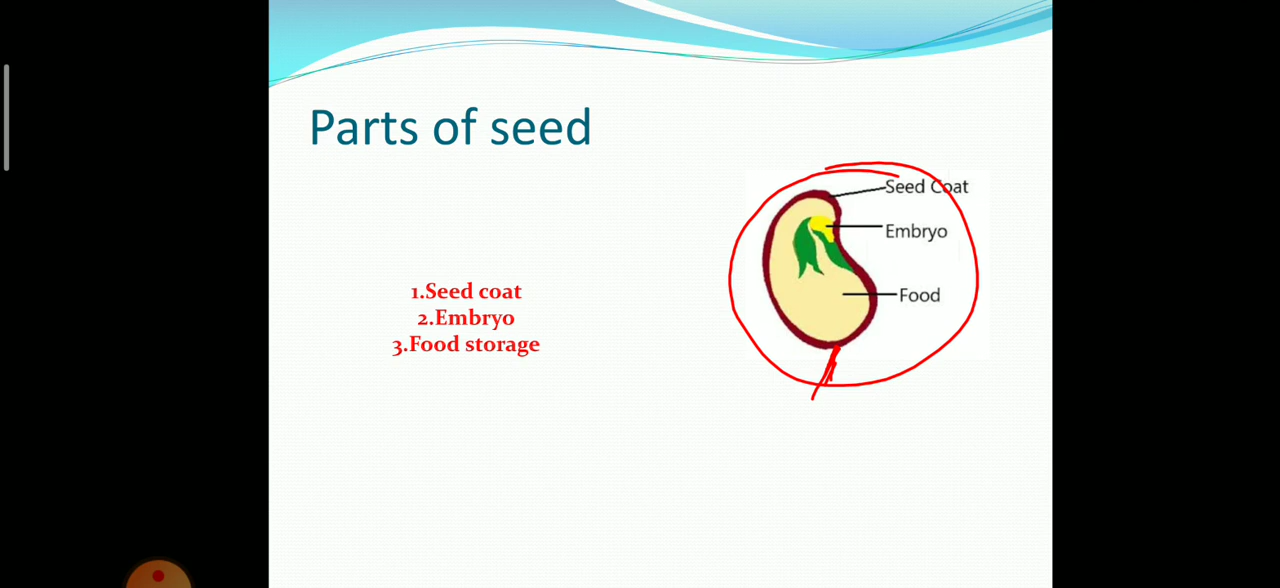 Parts of seed
Seed Coat
Embryo
Food
1.Seed coat
2.Embryo
3.Food storage